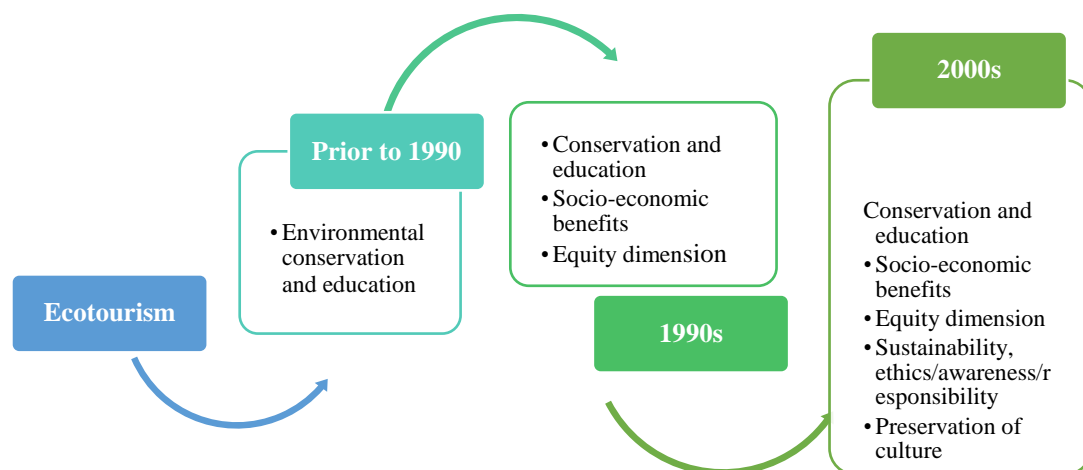 Ecotourism
Prior to 1990
• Environmental
conservation
and education
• Conservation and
education
• Socio-economic
benefits
• Equity dimension
1990s
2000s
Conservation and
education
• Socio-economic
benefits
• Equity dimension
• Sustainability,
ethics/awareness/r
esponsibility
• Preservation of
culture